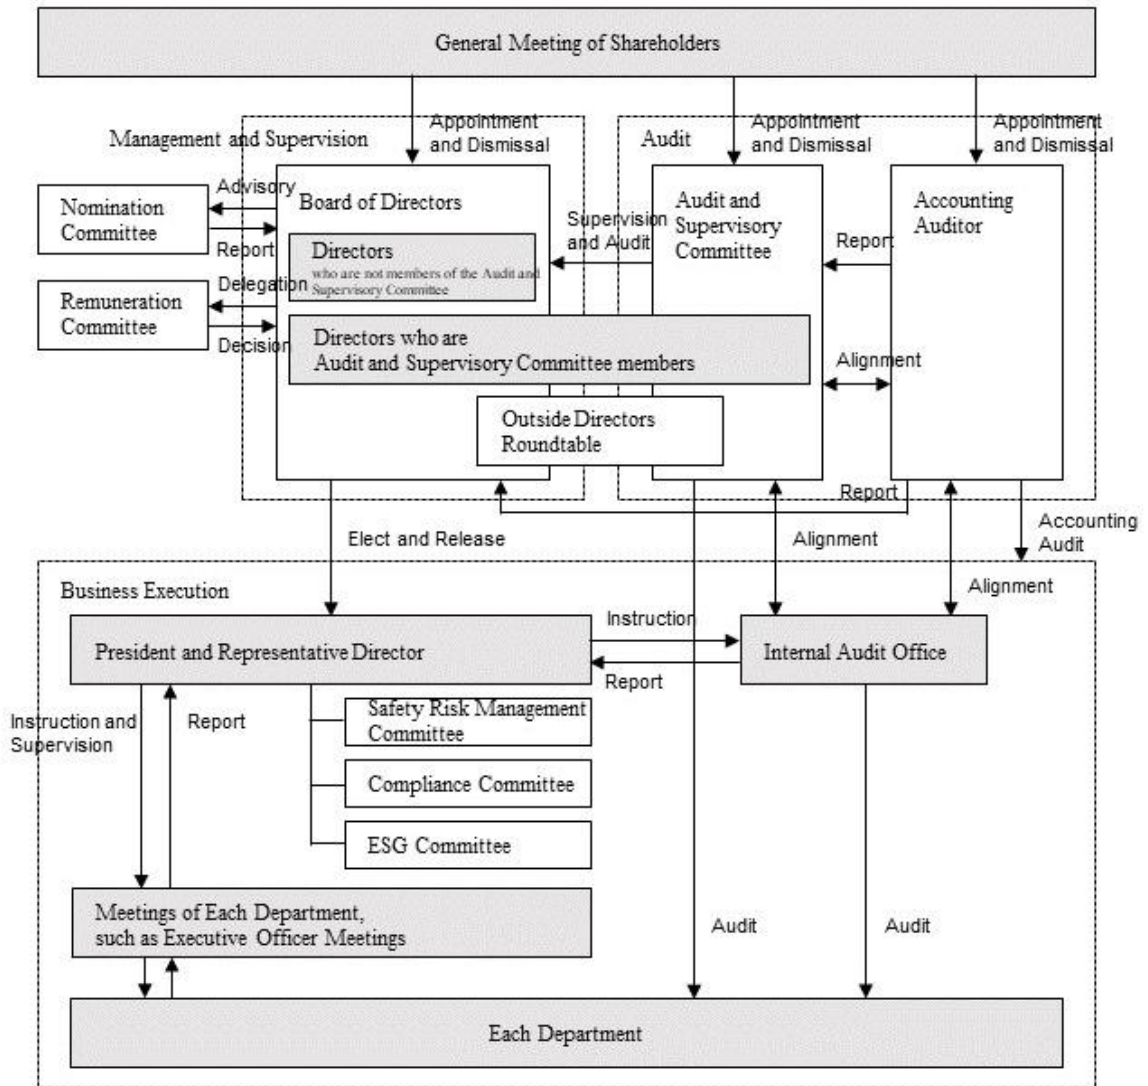 General Meeting of Shareholders
Appointment
and Dismissal
Appointment
and Dismissal
Appointment
and Dismissal
Management and Supervision
Audit
Nomination
Committee
Advisory
Report
Board of Directors
Directors
who are not members of the Audit and
Supervisory Committee
Supervision
and Audit
Audit and
Supervisory
Committee
Report
Accounting
Auditor
Remuneration
Committee
Delegation
Decision
Directors who are
Audit and Supervisory Committee members
Alignment
Outside Directors
Roundtable
Report
Elect and Release
Alignment
Accounting
Audit
Alignment
Business Execution
President and Representative Director
Instruction
Report
Internal Audit Office
Instruction and
Supervision
Report
Safety Risk Management
Committee
Compliance Committee
ESG Committee
Meetings of Each Department,
such as Executive Officer Meetings
Audit
Audit
Each Department